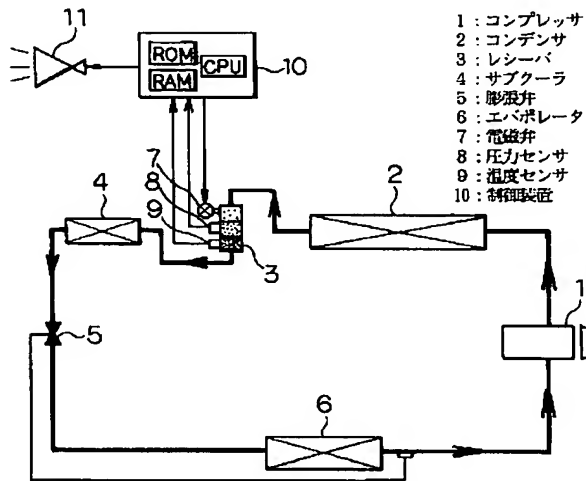 11
ROM
CPU
RAM
10
1：コンプレッサ
2：コンデンサ
3：レシーバ
4：サブクーラ
5：膨張弁
6：エバポレータ
7：電磁弁
8：圧力センサ
9：温度センサ
10：制御装置
7
8
9
4
2
3
1
5
6